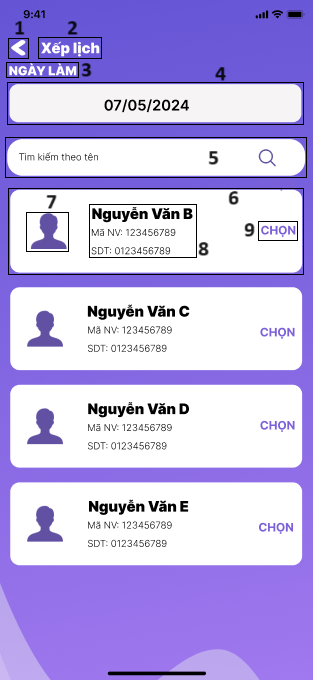 9:41
1 2
Xếp lịch
NGÀY LÀM 3 4
07/05/2024
Tìm kiếm theo tên 5
7 6
Nguyễn Văn B
Mã NV: 123456789
9 CHỌN
SDT: 0123456789 8
Nguyễn Văn C
Mã NV: 123456789
CHỌN
SDT: 0123456789
Nguyễn Văn D
Mã NV: 123456789
CHỌN
SDT: 0123456789
Nguyễn Văn E
Mã NV: 123456789
CHỌN
SDT: 0123456789